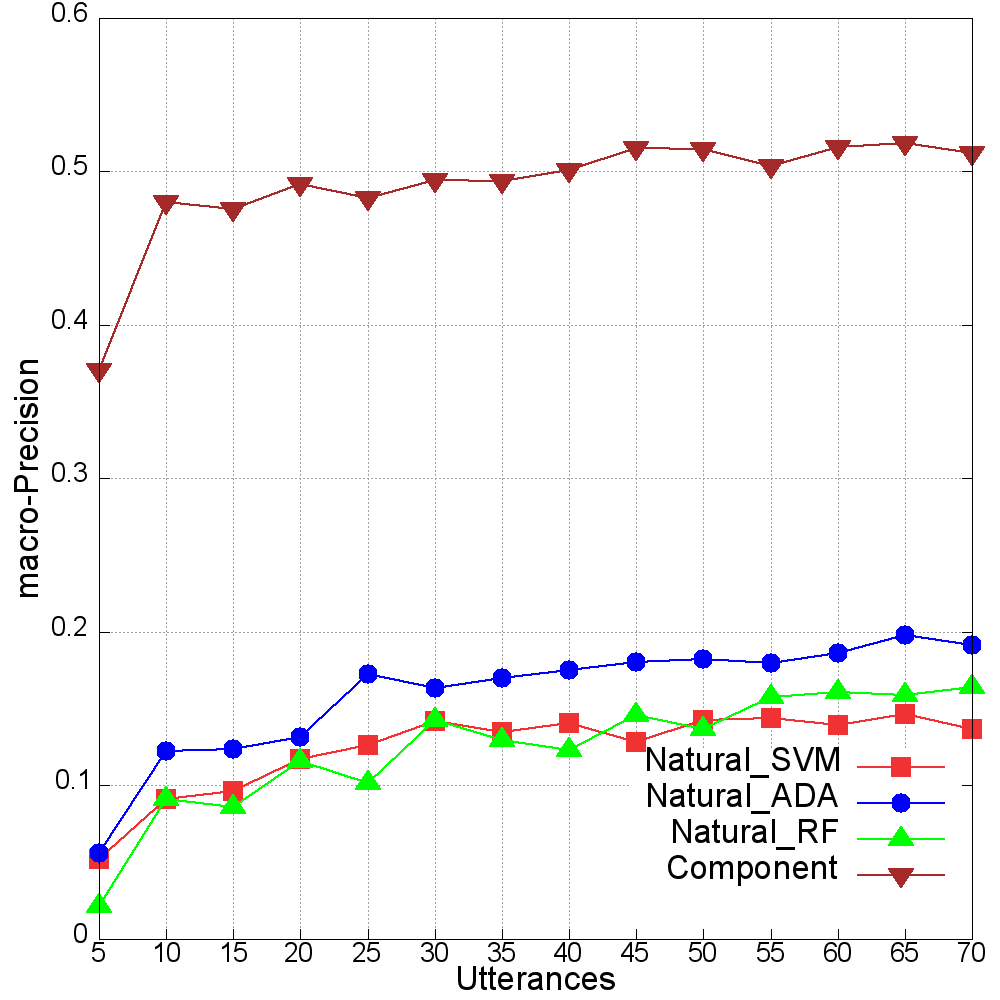 0.6
0.5
0.4
0.3
0.2
0.1
0
macro-Precision
Natural_SVM
Natural_ADA
Natural_RF
Component
5 10 15 20 25 30 35 40 45 50 55 60 65 70
Utterances